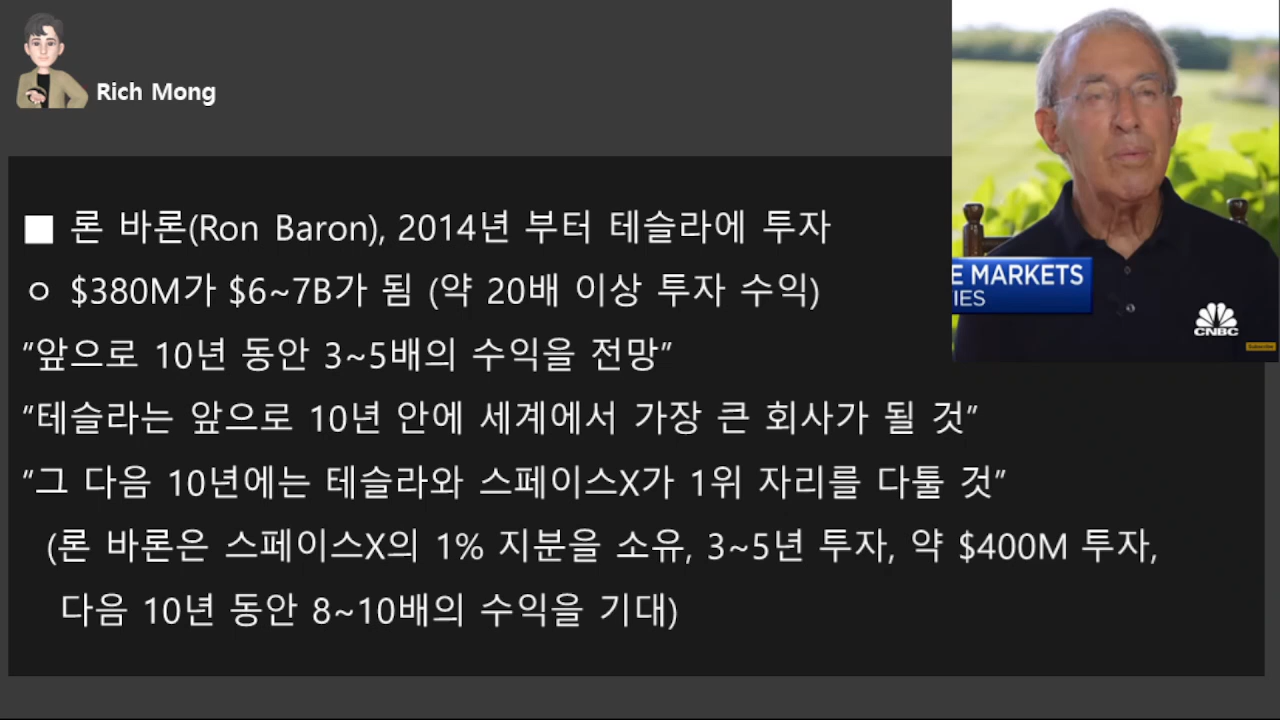 Rich Mong
■ 론 바론(Ron Baron), 2014년 부터 테슬라에 투자
ㅇ $380M가 $6~7B가 됨 (약 20배 이상 투자 수익)
"앞으로 10년 동안 3~5배의 수익을 전망"
"테슬라는 앞으로 10년 안에 세계에서 가장 큰 회사가 될 것"
"그 다음 10년에는 테슬라와 스페이스X가 1위 자리를 다툴 것"
(론 바론은 스페이스X의 1% 지분을 소유, 3~5년 투자, 약 $400M 투자,
다음 10년 동안 8~10배의 수익을 기대)
E MARKETS
TIES
CNBC
Subscribe